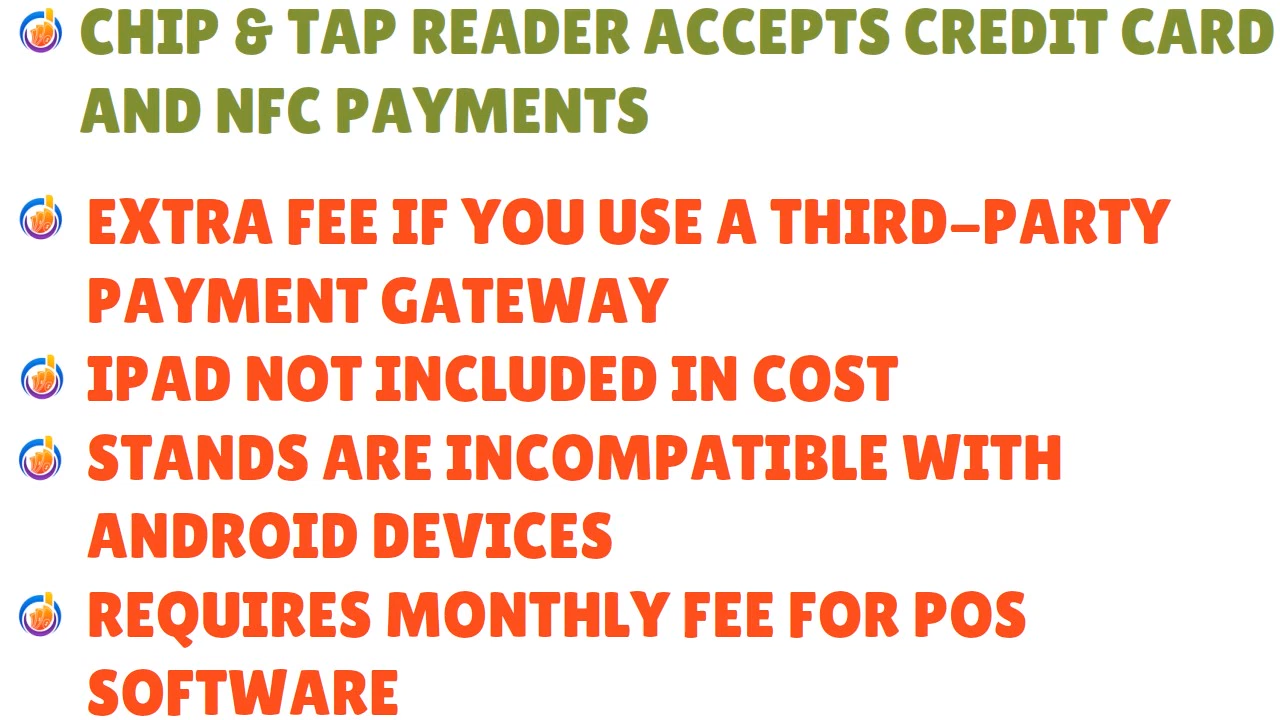 CHIP & TAP READER ACCEPTS CREDIT CARD
AND NFC PAYMENTS
EXTRA FEE IF YOU USE A THIRD-PARTY
PAYMENT GATEWAY
IPAD NOT INCLUDED IN COST
STANDS ARE INCOMPATIBLE WITH
ANDROID DEVICES
REQUIRES MONTHLY FEE FOR POS
SOFTWARE